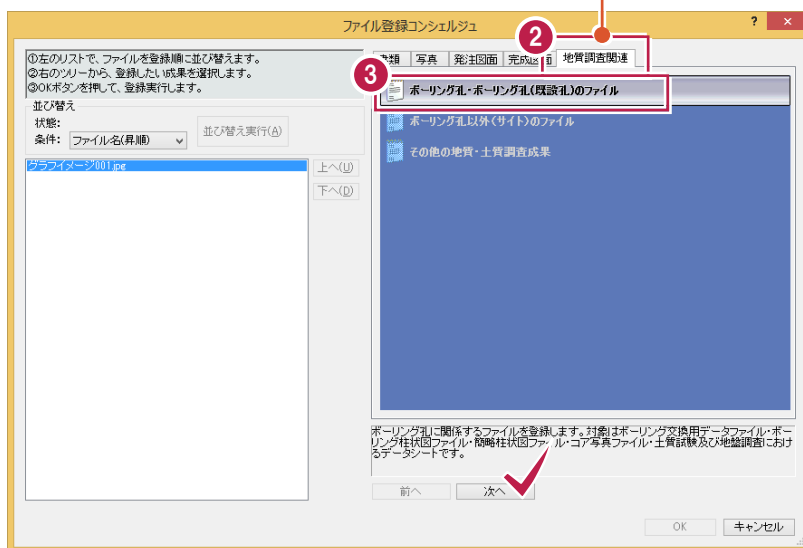 ファイル登録コンシェルジュ
? ×
①左のリストで、ファイルを登録順に並び替えます。
②右のツリーから、登録したい成果を選択します。
③OKボタンを押して、登録実行します。
並び替え
状態:
条件: ファイル名(昇順)
並び替え実行(A)
グラフイメージ001.jpg
上へ(U)
下へ(D)
写真 発注図面 完成図面 地質調査関連
2
3
ボーリング孔・ボーリング孔(既設孔)のファイル
ボーリング孔以外(サイト)のファイル
その他の地質・土質調査成果
ボーリング孔に関係するファイルを登録します。対象はボーリング交換用データファイル・ボー
リング柱状図ファイル・簡略柱状図ファイル・コア写真ファイル・土質試験及び地盤調査におけ
るデータシートです。
前へ 次へ
OK キャンセル